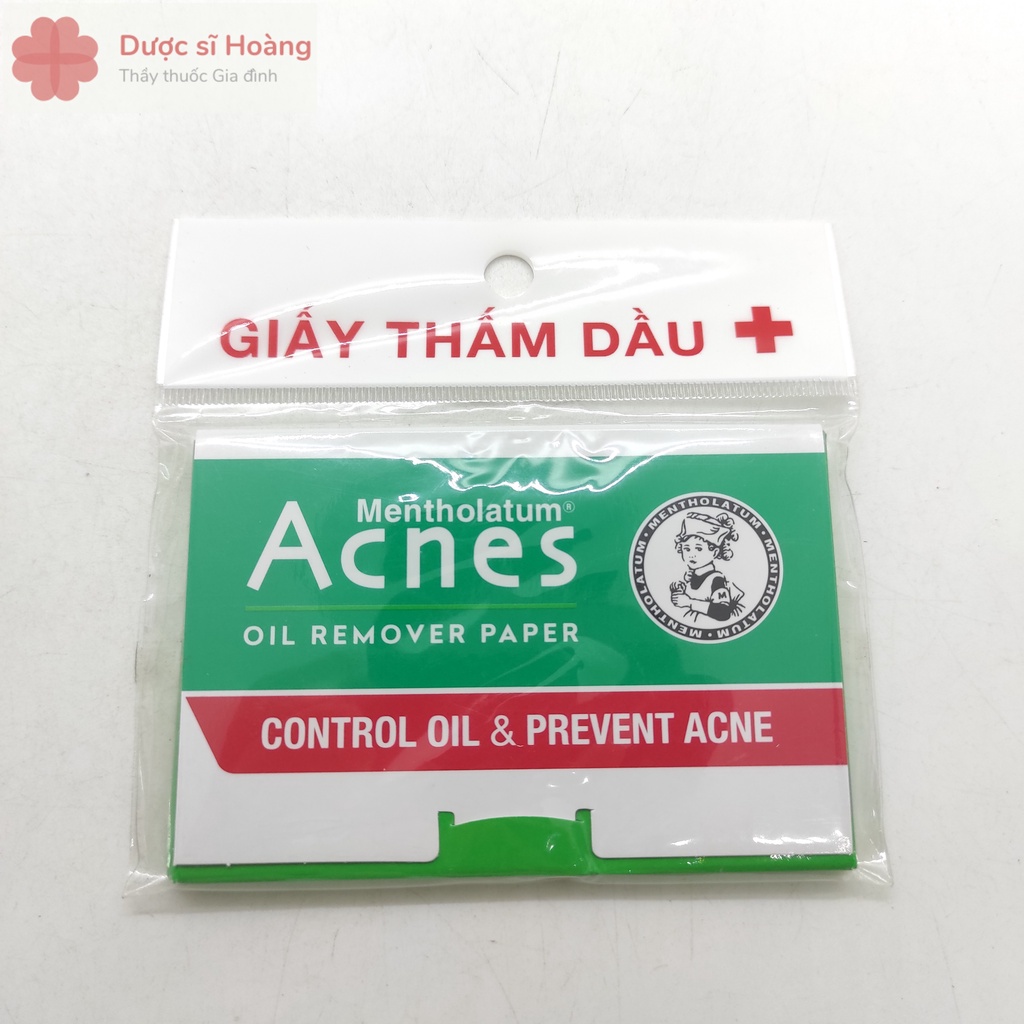 Dược sĩ Hoàng
Thầy thuốc Gia đình
GIẤY THẤM DẦU
Mentholatum®
Acnes
OIL REMOVER PAPER
MENTHOLATUM • MENTHOLATUM • MENTHOLATUM •
M
CONTROL OIL & PREVENT ACNE